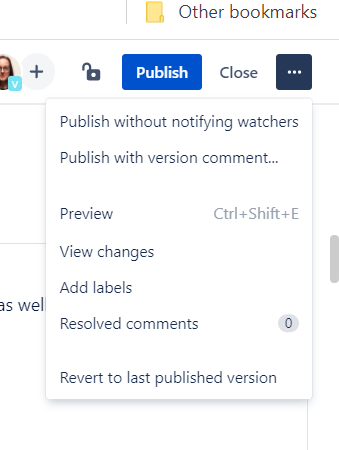 Other bookmarks
V
Publish
Close
Publish without notifying watchers
Publish with version comment...
Preview Ctrl+Shift+E
View changes
Add labels
as well
Resolved comments 0
Revert to last published version